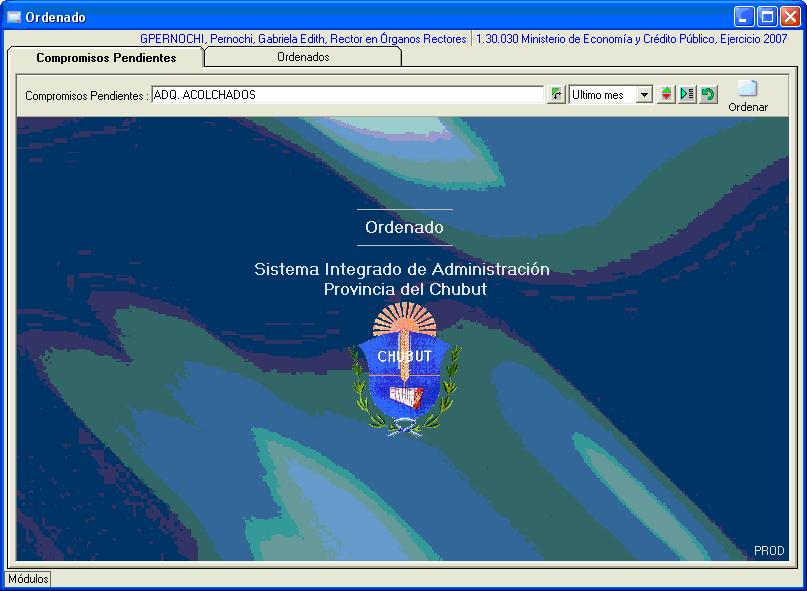 Ordenado
GPERNOCHI, Pernochi, Gabriela Edith, Rector en Órganos Rectores 1.30.030 Ministerio de Economía y Crédito Público, Ejercicio 2007
Compromisos Pendientes Ordenados
Compromisos Pendientes : ADQ. ACOLCHADOS Ultimo mes
Ordenar
Ordenado
Sistema Integrado de Administración
Provincia del Chubut
CHUBUT
PROD
Módulos